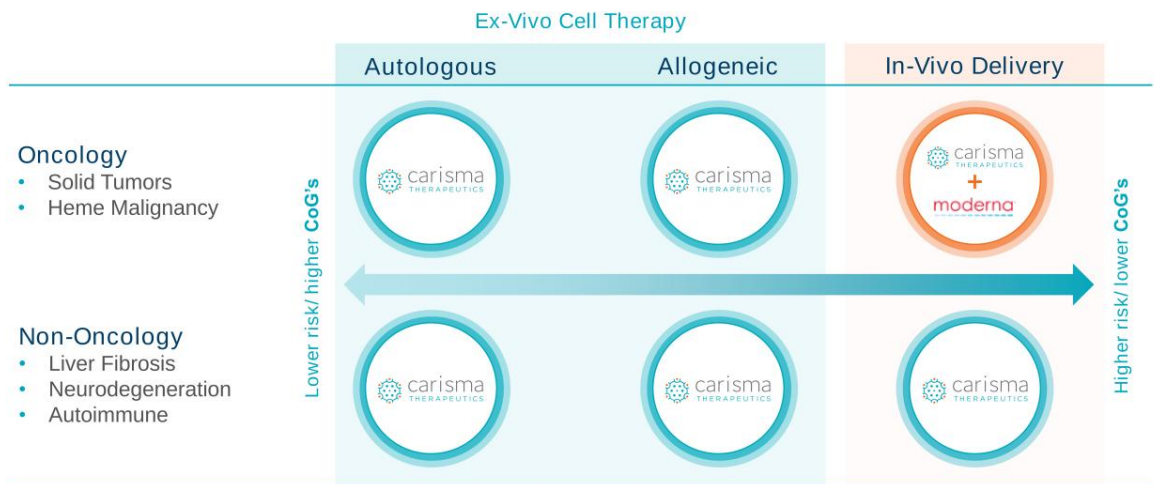 Ex-Vivo Cell Therapy
Autologous
Allogeneic
In-Vivo Delivery
Oncology
• Solid Tumors
• Heme Malignancy
Lower risk/ higher CoG's
carisma
THERAPEUTICS
carisma
THERAPEUTICS
carisma
THERAPEUTICS
+
moderna
Higher risk/ lower CoG's
Non-Oncology
• Liver Fibrosis
• Neurodegeneration
• Autoimmune
carisma
THERAPEUTICS
carisma
THERAPEUTICS
carisma
THERAPEUTICS